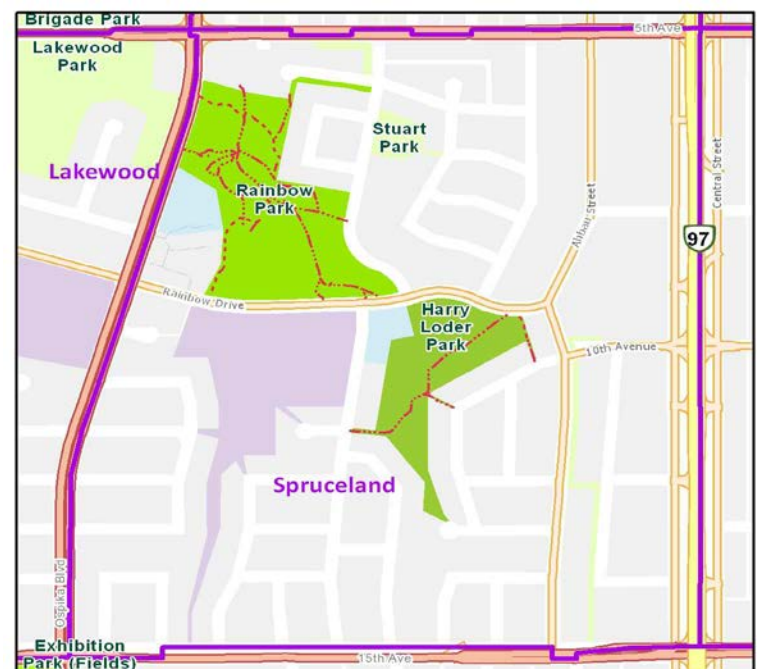 Brigade Park
5th Ave
Lakewood
Park
Stuart
Park
Lakewood
Rainbow
Park
Central Street
Ahbau Street
97
Rainbow Drive
Harry
Loder
Park
10th Avenue
Spruceland
Ospika Blvd
Exhibition
Park (Fields)
15th Ave